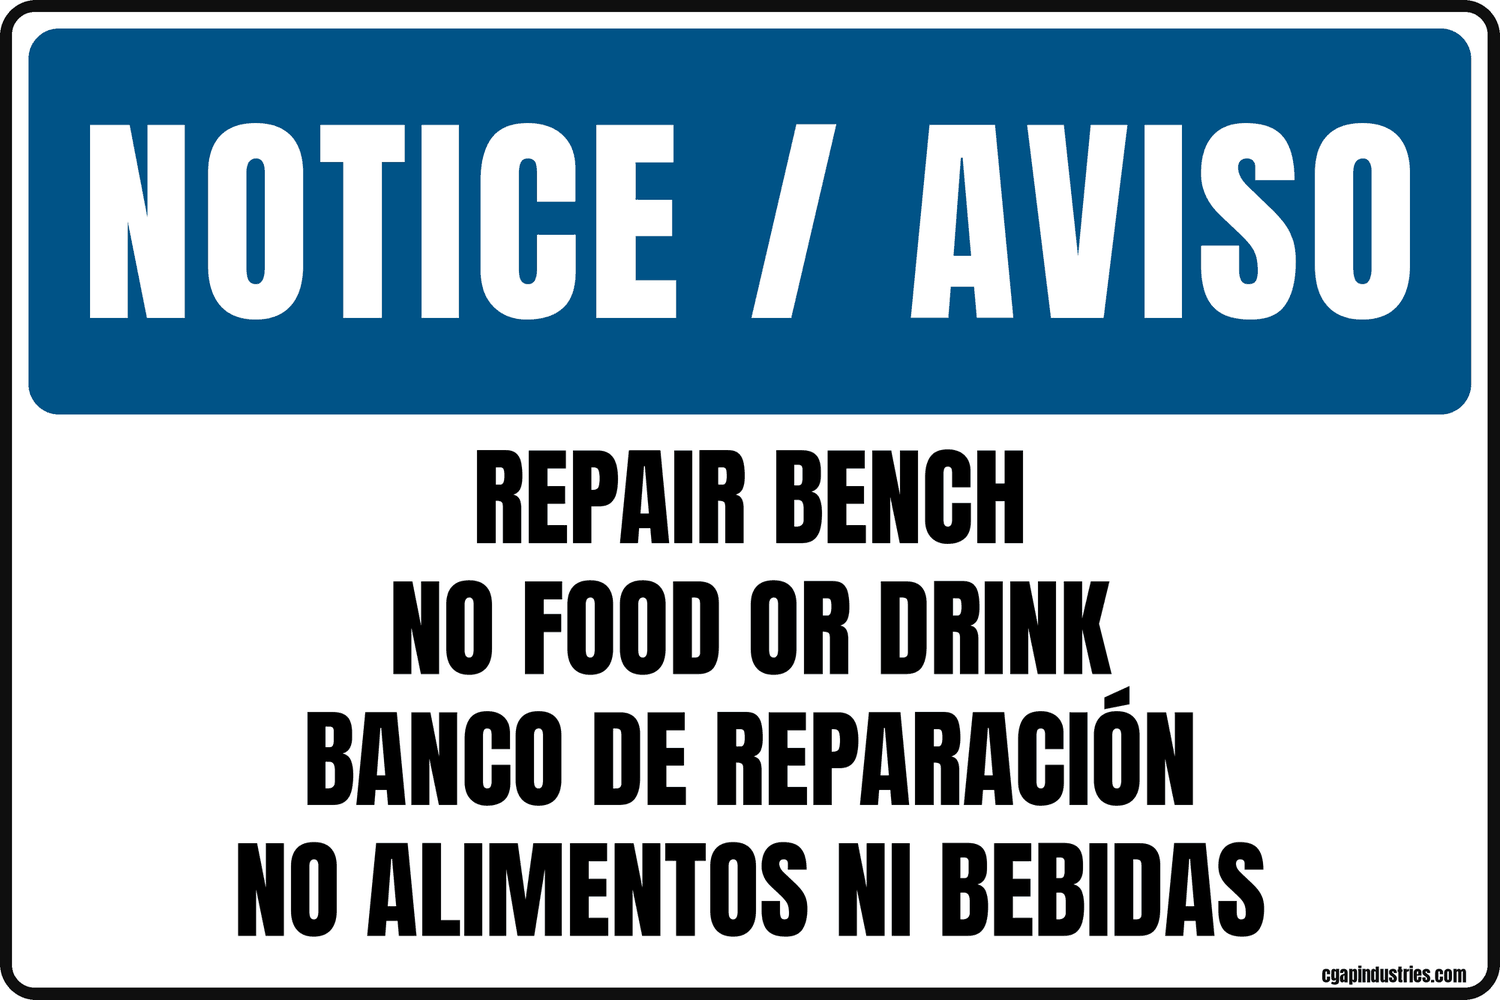 NOTICE / AVISO
REPAIR BENCH
NO FOOD OR DRINK
BANCO DE REPARACIÓN
NO ALIMENTOS NI BEBIDAS
cgapindustries.com